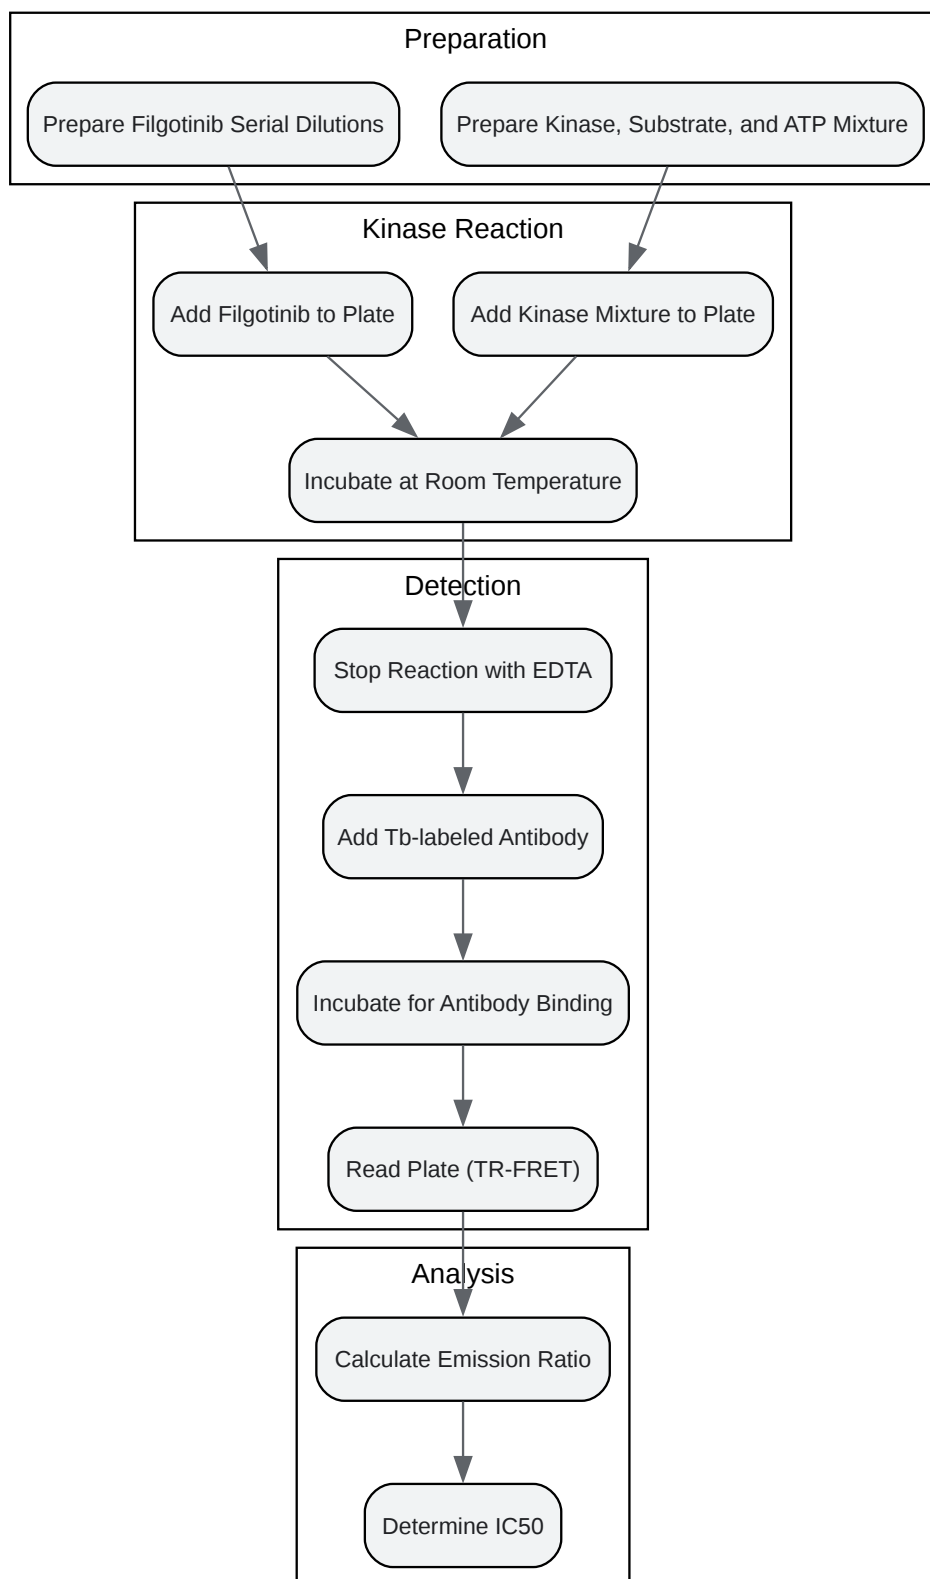 Preparation
Prepare Filgotinib Serial Dilutions
Prepare Kinase, Substrate, and ATP Mixture
Kinase Reaction
Add Filgotinib to Plate
Add Kinase Mixture to Plate
Incubate at Room Temperature
Detection
Stop Reaction with EDTA
Add Tb-labeled Antibody
Incubate for Antibody Binding
Read Plate (TR-FRET)
Analysis
Calculate Emission Ratio
Determine IC50